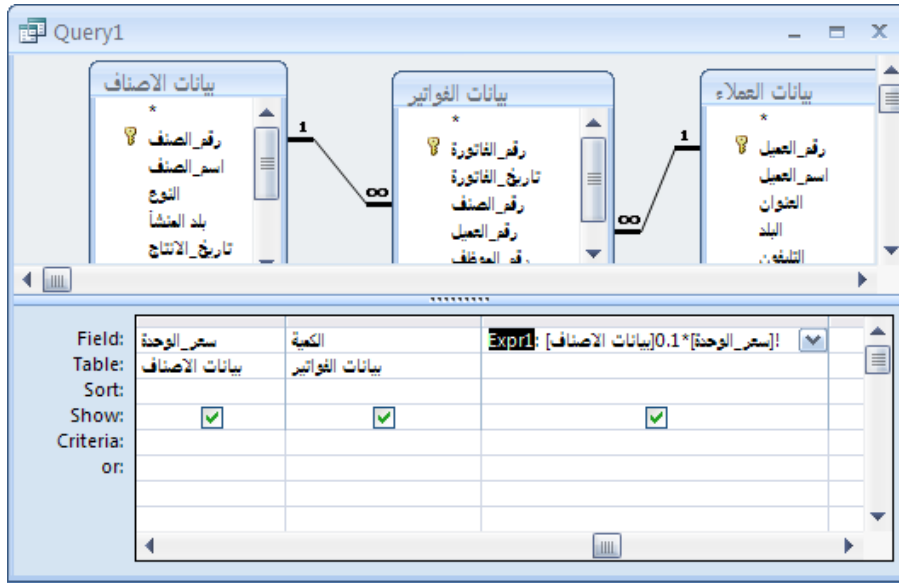 Query1
بيانات الاصناف
*
رقم_الصنف
اسم_الصنف
النوع
بلد المنشأ
تاريخ_الانتاج
1
∞
بيانات الفواتير
*
رقم_الفاتورة
تاريخ_الفاتورة
رقم_الصنف
رقم_العميل
رقم_الموظف
1
∞
بيانات العملاء
*
رقم_العميل
اسم_العميل
العنوان
البلد
التليفون
Field: سعر_الوحدة الكمية Expr1: [بيانات الاصناف]![سعر_الوحدة]*0.1
Table: بيانات الاصناف بيانات الفواتير
Sort:
Show:
Criteria:
or: